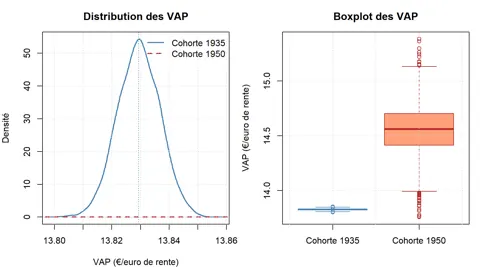 Distribution des VAP
Densité
50
40
30
20
10
0
Cohorte 1935
Cohorte 1950
13.80
13.82
13.84
13.86
VAP (€/euro de rente)
Boxplot des VAP
VAP (€/euro de rente)
15.0
14.5
14.0
Cohorte 1935
Cohorte 1950